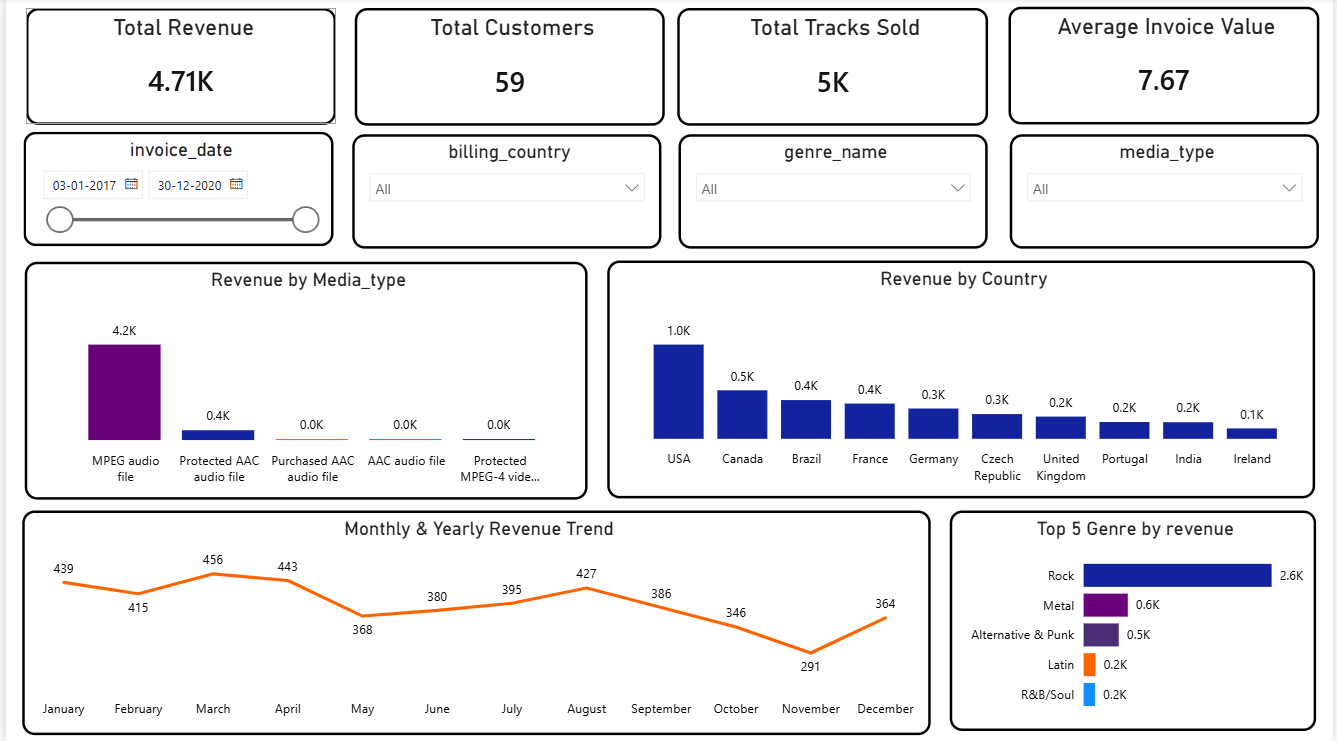 Total Revenue
4.71K
Total Customers
59
Total Tracks Sold
5K
Average Invoice Value
7.67
invoice_date
03-01-2017
30-12-2020
billing_country
All
genre_name
All
media_type
All
Revenue by Media_type
4.2K
0.4K
0.0K
0.0K
0.0K
MPEG audio
file
Protected AAC
audio file
Purchased AAC
audio file
AAC audio file
Protected
MPEG-4 vide...
Revenue by Country
1.0K
0.5K
0.4K
0.4K
0.3K
0.3K
0.2K
0.2K
0.2K
0.1K
USA
Canada
Brazil
France
Germany
Czech
Republic
United
Kingdom
Portugal
India
Ireland
Monthly & Yearly Revenue Trend
439
415
456
443
368
380
395
427
386
346
291
364
January
February
March
April
May
June
July
August
September
October
November
December
Top 5 Genre by revenue
Rock
2.6K
Metal
0.6K
Alternative & Punk
0.5K
Latin
0.2K
R&B/Soul
0.2K